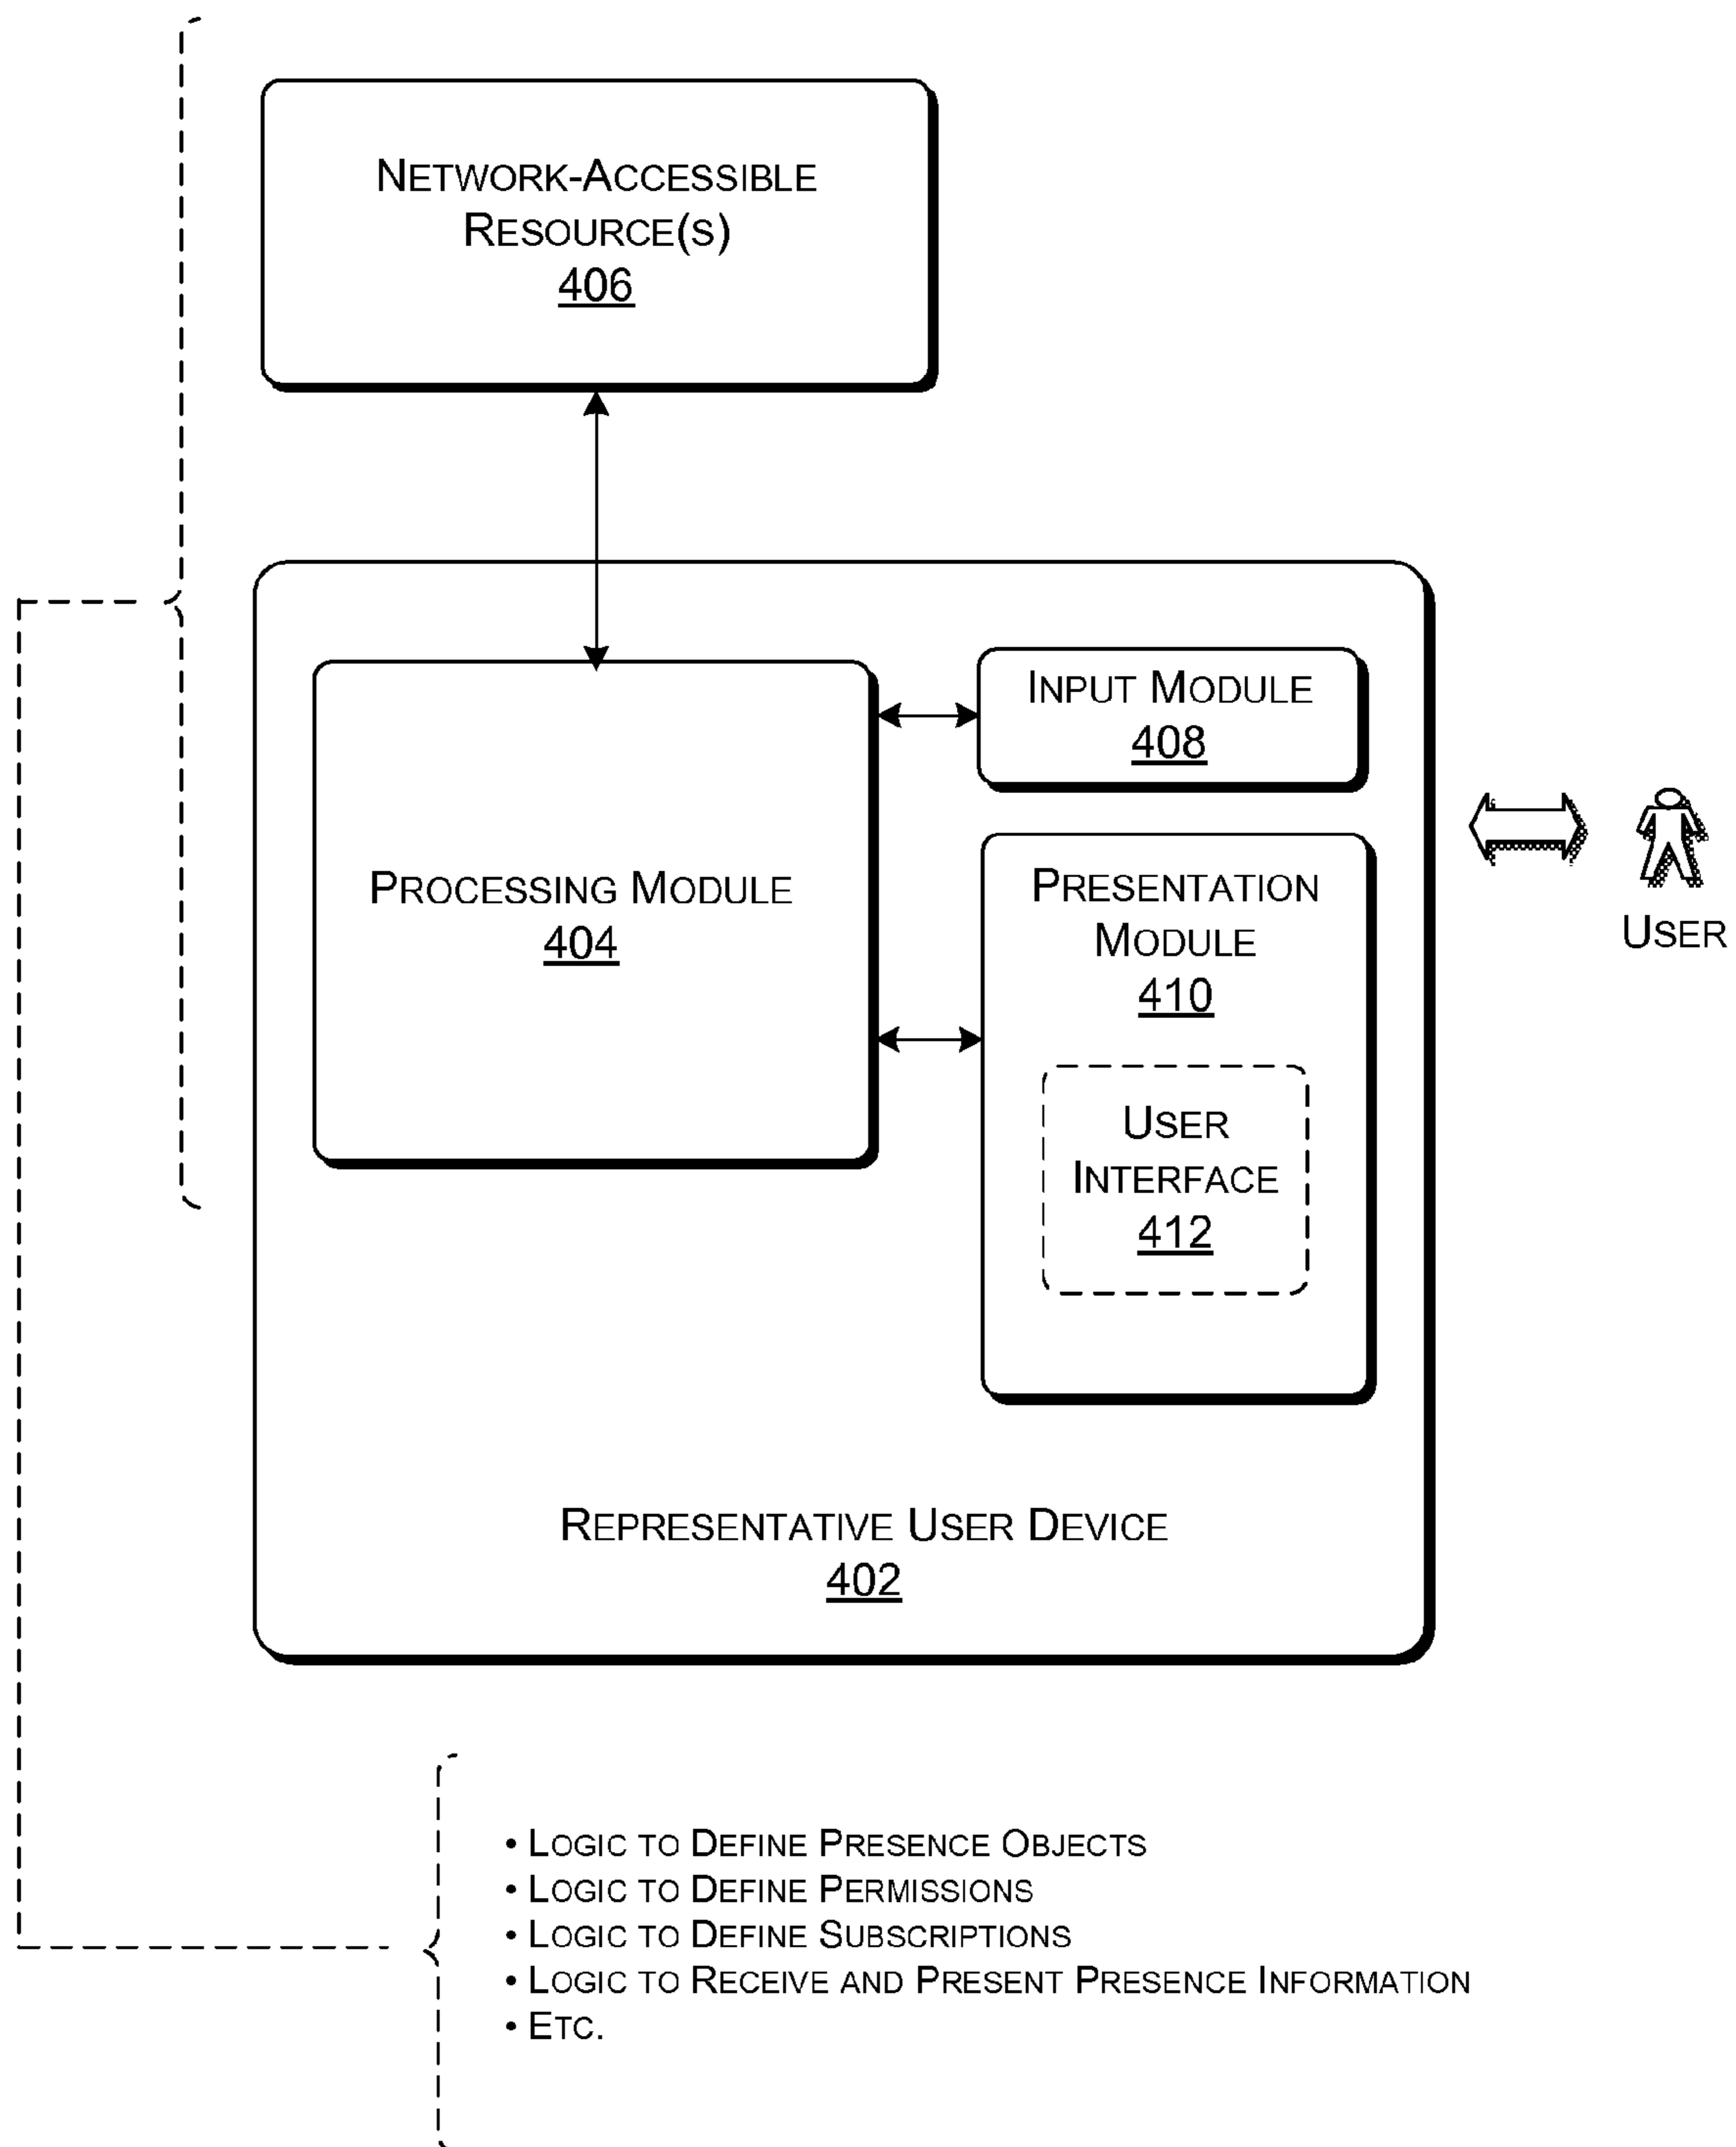 NETWORK-ACCESSIBLE
RESOURCE(S)
406
INPUT MODULE
408
PROCESSING MODULE
404
PRESENTATION
MODULE
410
USER
INTERFACE
412
USER
REPRESENTATIVE USER DEVICE
402
• LOGIC TO DEFINE PRESENCE OBJECTS
• LOGIC TO DEFINE PERMISSIONS
• LOGIC TO DEFINE SUBSCRIPTIONS
• LOGIC TO RECEIVE AND PRESENT PRESENCE INFORMATION
• ETC.